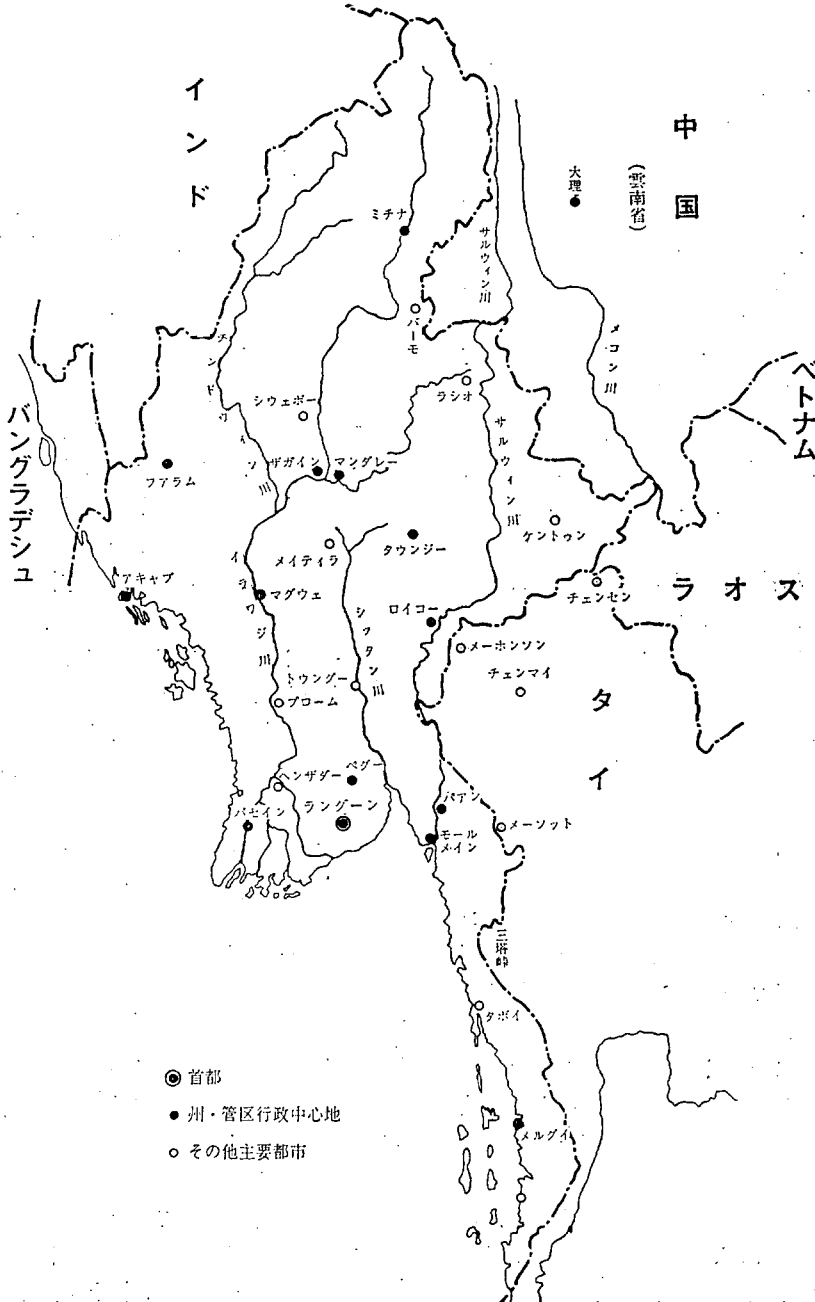 インド
中国
(雲南省)
大理
ミチナ
サルウィン川
バーモ
メコン川
ベトナム
チンドウィン川
シウェボー
ラシオ
サルウィン川
バングラデシュ
ファラム
ザガイン
マンダレー
ケントゥン
タウンジー
メイティラ
アキャブ
イラワジ川
マグウェ
シッタン川
ロイコー
チェンセン
ラオス
メーホンソン
チェンマイ
トウングー
プローム
タイ
ヘンザダー
ペグー
パアン
バセイン
ラングーン
メーソット
モール
メイン
三塔峠
タボイ
首都
州・管区行政中心地
メルグイ
その他主要都市